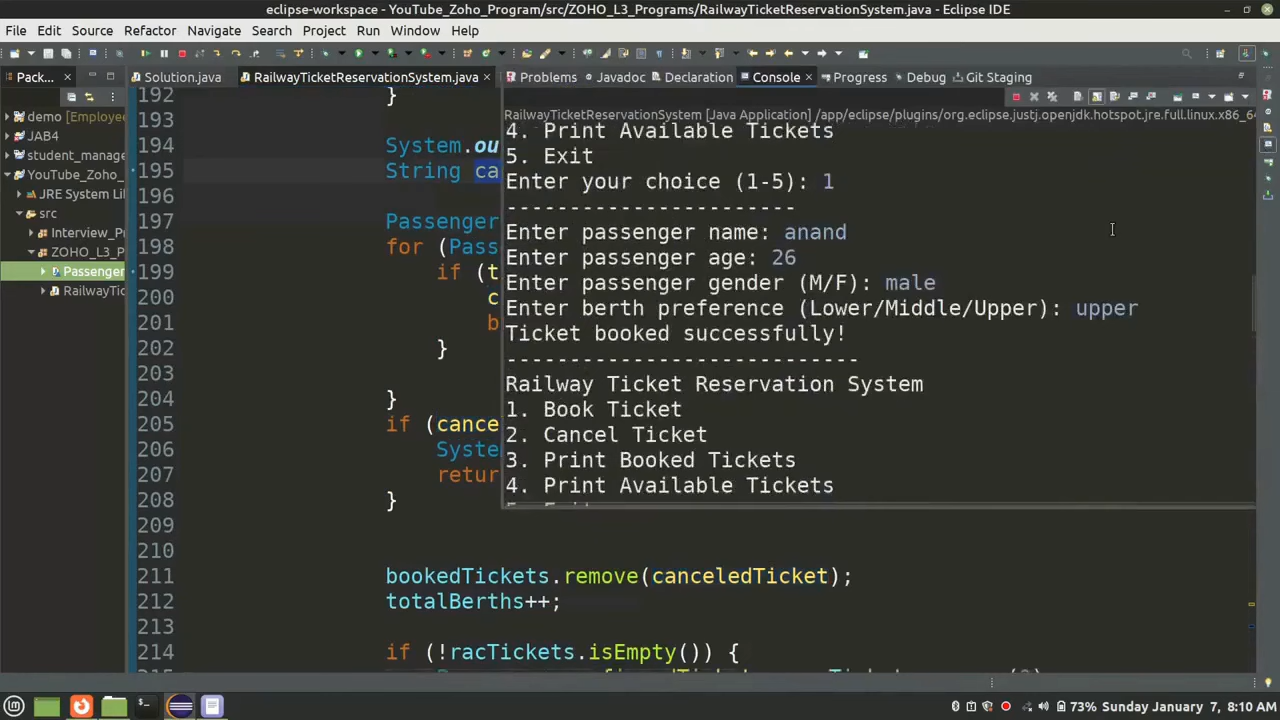 eclipse-workspace - YouTube_Zoho_Program/src/ZOHO_L3_Programs/RailwayTicketReservationSystem.java - Eclipse IDE
File Edit Source Refactor Navigate Search Project Run Window Help
Pack... Solution.java RailwayTicketReservationSystem.java Problems Javadoc Declaration Console Progress Debug Git Staging
demo [Employee
JAB4
student_manage
YouTube_Zoho_
JRE System Lib
src
Interview_Pr
ZOHO_L3_P
Passenger
RailwayTic
192 }
193
194 System.ou
195 String ca
196
197 Passenger
198 for (Pass
199 if (t
200 c
201 b
202 }
203
204 }
205 if (cance
206 Syste
207 retur
208 }
209
210
211 bookedTickets.remove(canceledTicket);
212 totalBerths++;
213
214 if (!racTickets.isEmpty()) {
215
RailwayTicketReservationSystem [Java Application] /app/eclipse/plugins/org.eclipse.justj.openjdk.hotspot.jre.full.linux.x86_64
4. Print Available Tickets
5. Exit
Enter your choice (1-5): 1
-----------------------
Enter passenger name: anand
Enter passenger age: 26
Enter passenger gender (M/F): male
Enter berth preference (Lower/Middle/Upper): upper
Ticket booked successfully!
----------------------------
Railway Ticket Reservation System
1. Book Ticket
2. Cancel Ticket
3. Print Booked Tickets
4. Print Available Tickets
73% Sunday January 7, 8:10 AM